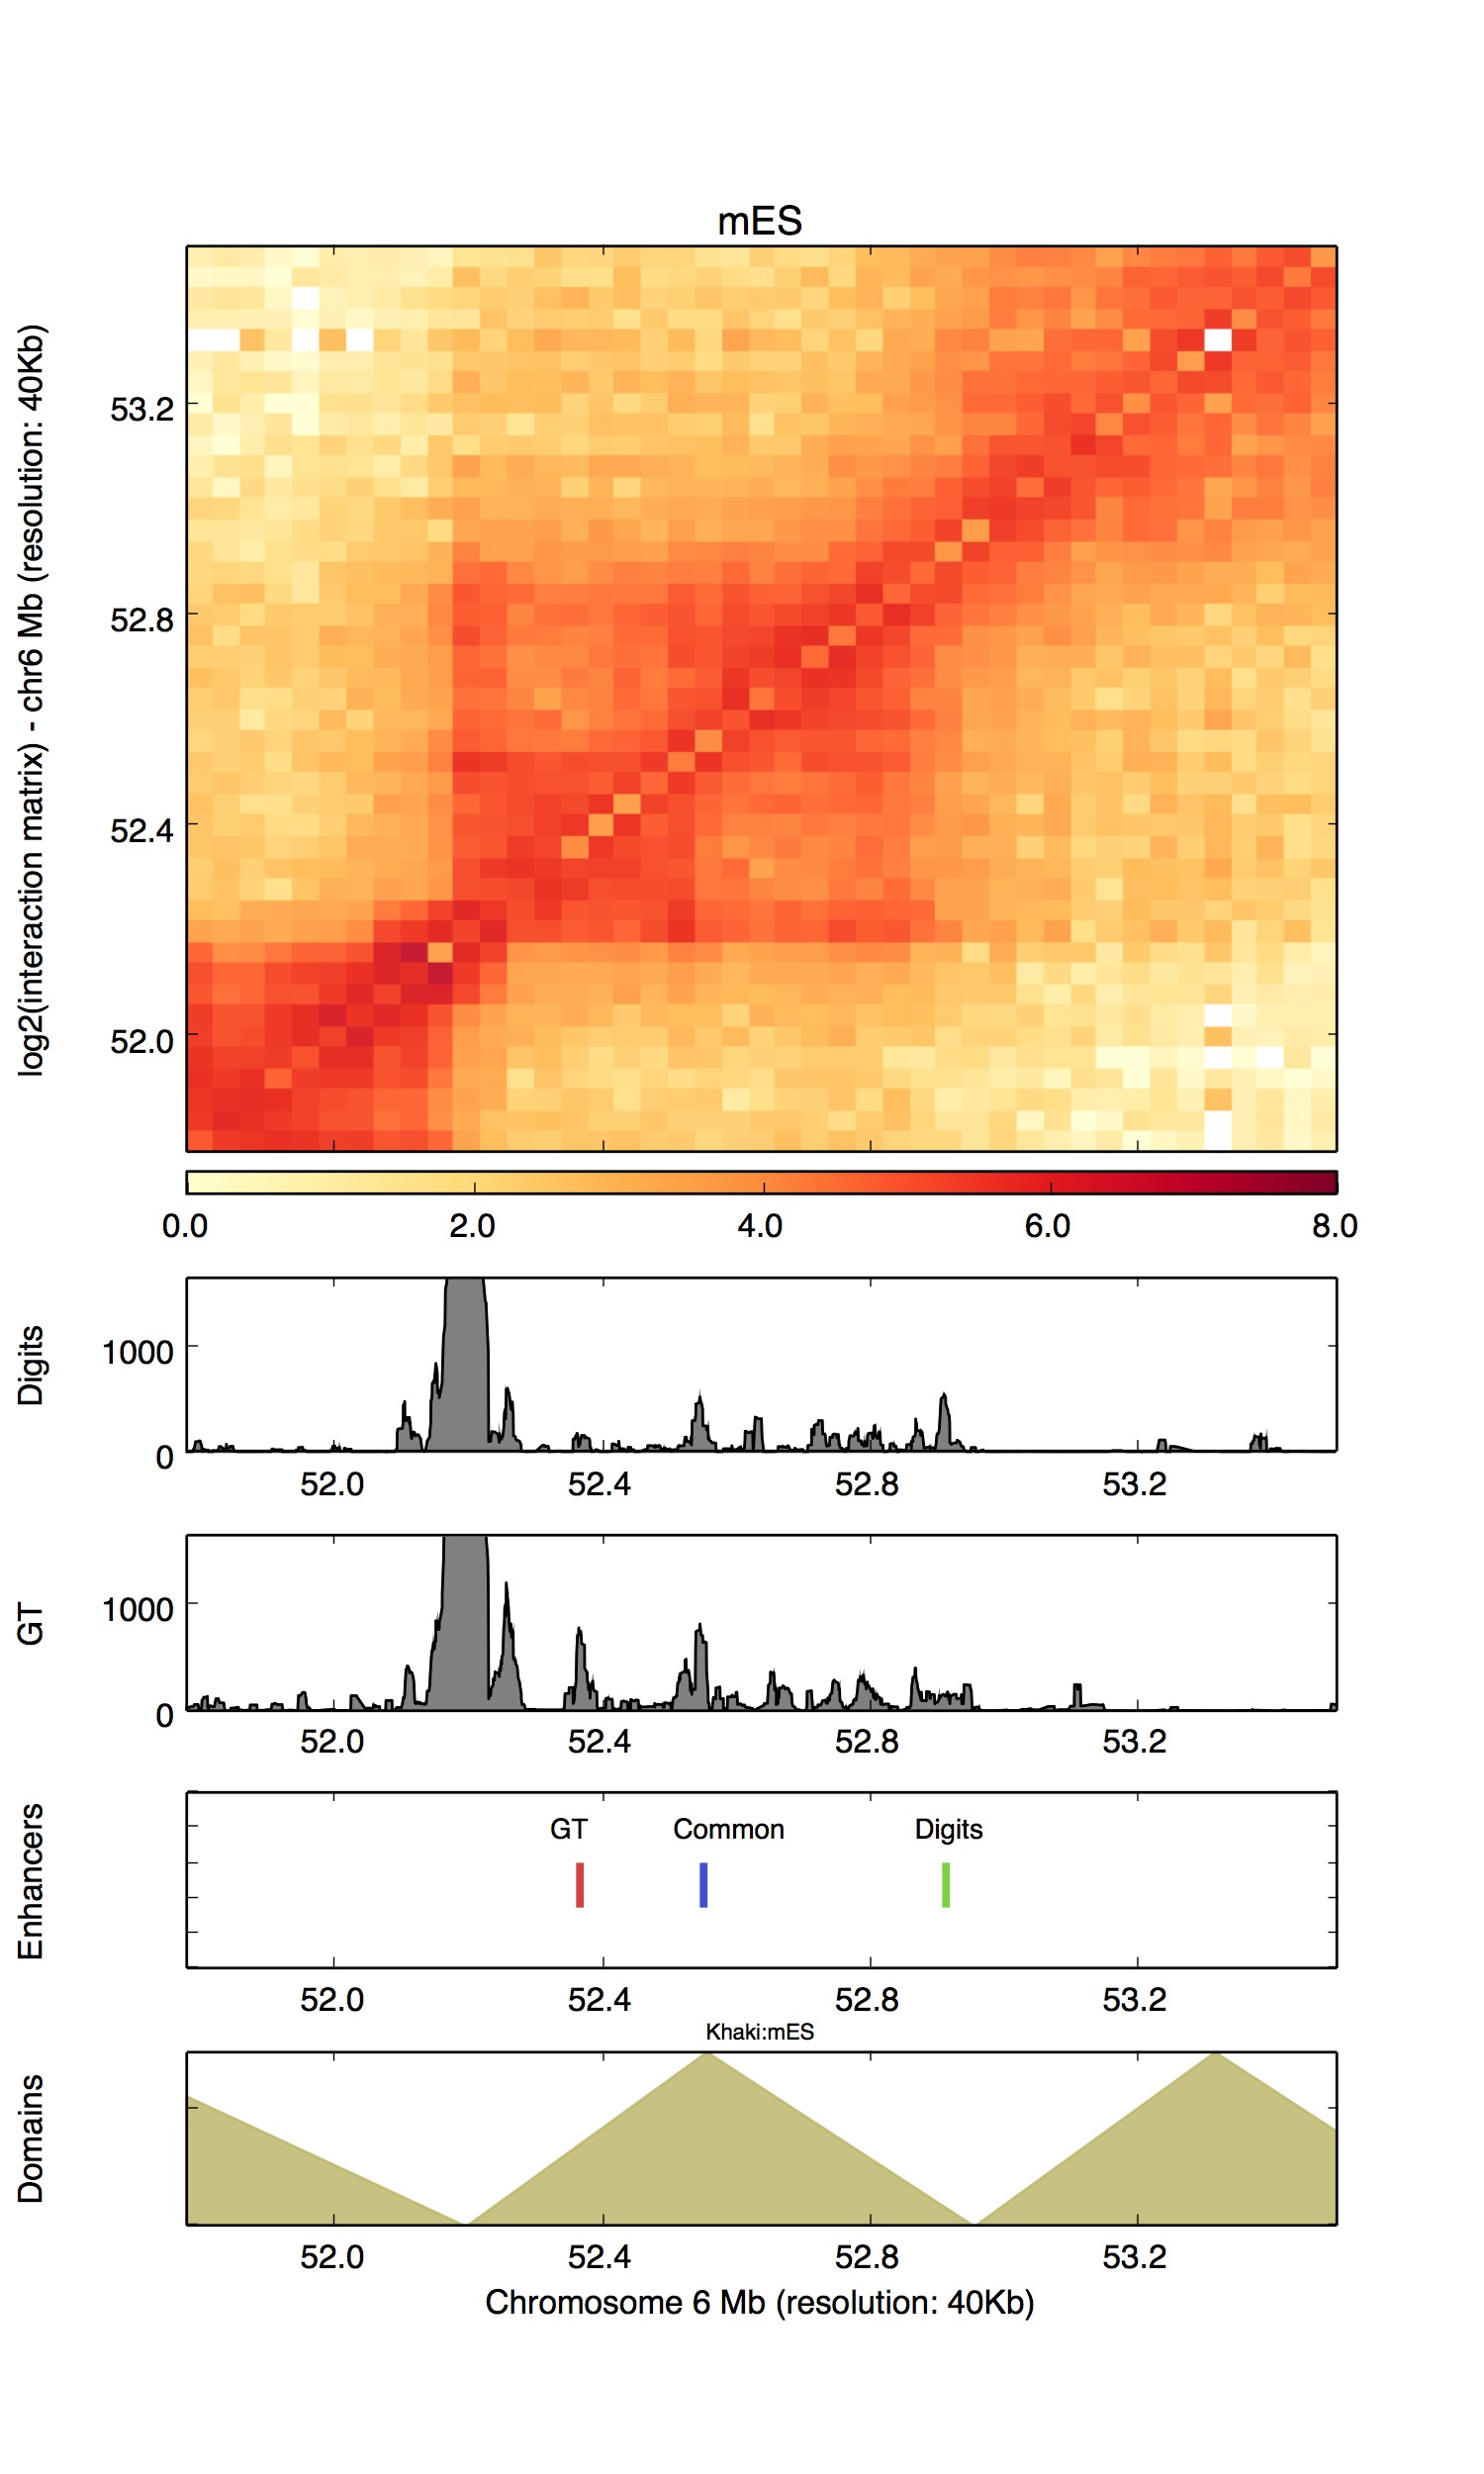 mES
log2(interaction matrix) - chr6 Mb (resolution: 40Kb)
53.2
52.8
52.4
52.0
0.0 2.0 4.0 6.0 8.0
Digits
1000
0
52.0 52.4 52.8 53.2
GT
1000
0
52.0 52.4 52.8 53.2
Enhancers
GT Common Digits
52.0 52.4 52.8 53.2
Khaki:mES
Domains
52.0 52.4 52.8 53.2
Chromosome 6 Mb (resolution: 40Kb)